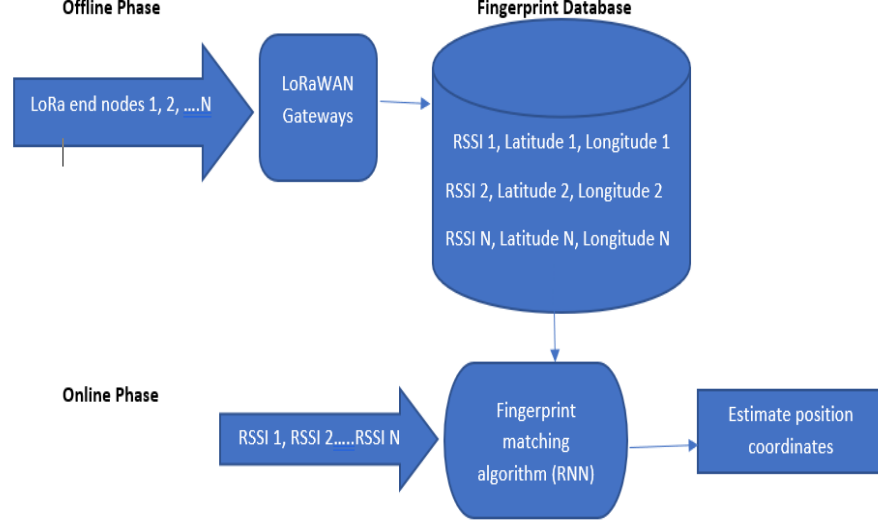 Offline Phase
Fingerprint Database
LoRa end nodes 1, 2, ....N
LoRaWAN
Gateways
RSSI 1, Latitude 1, Longitude 1
RSSI 2, Latitude 2, Longitude 2
RSSI N, Latitude N, Longitude N
Online Phase
RSSI 1, RSSI 2.....RSSI N
Fingerprint
matching
algorithm (RNN)
Estimate position
coordinates